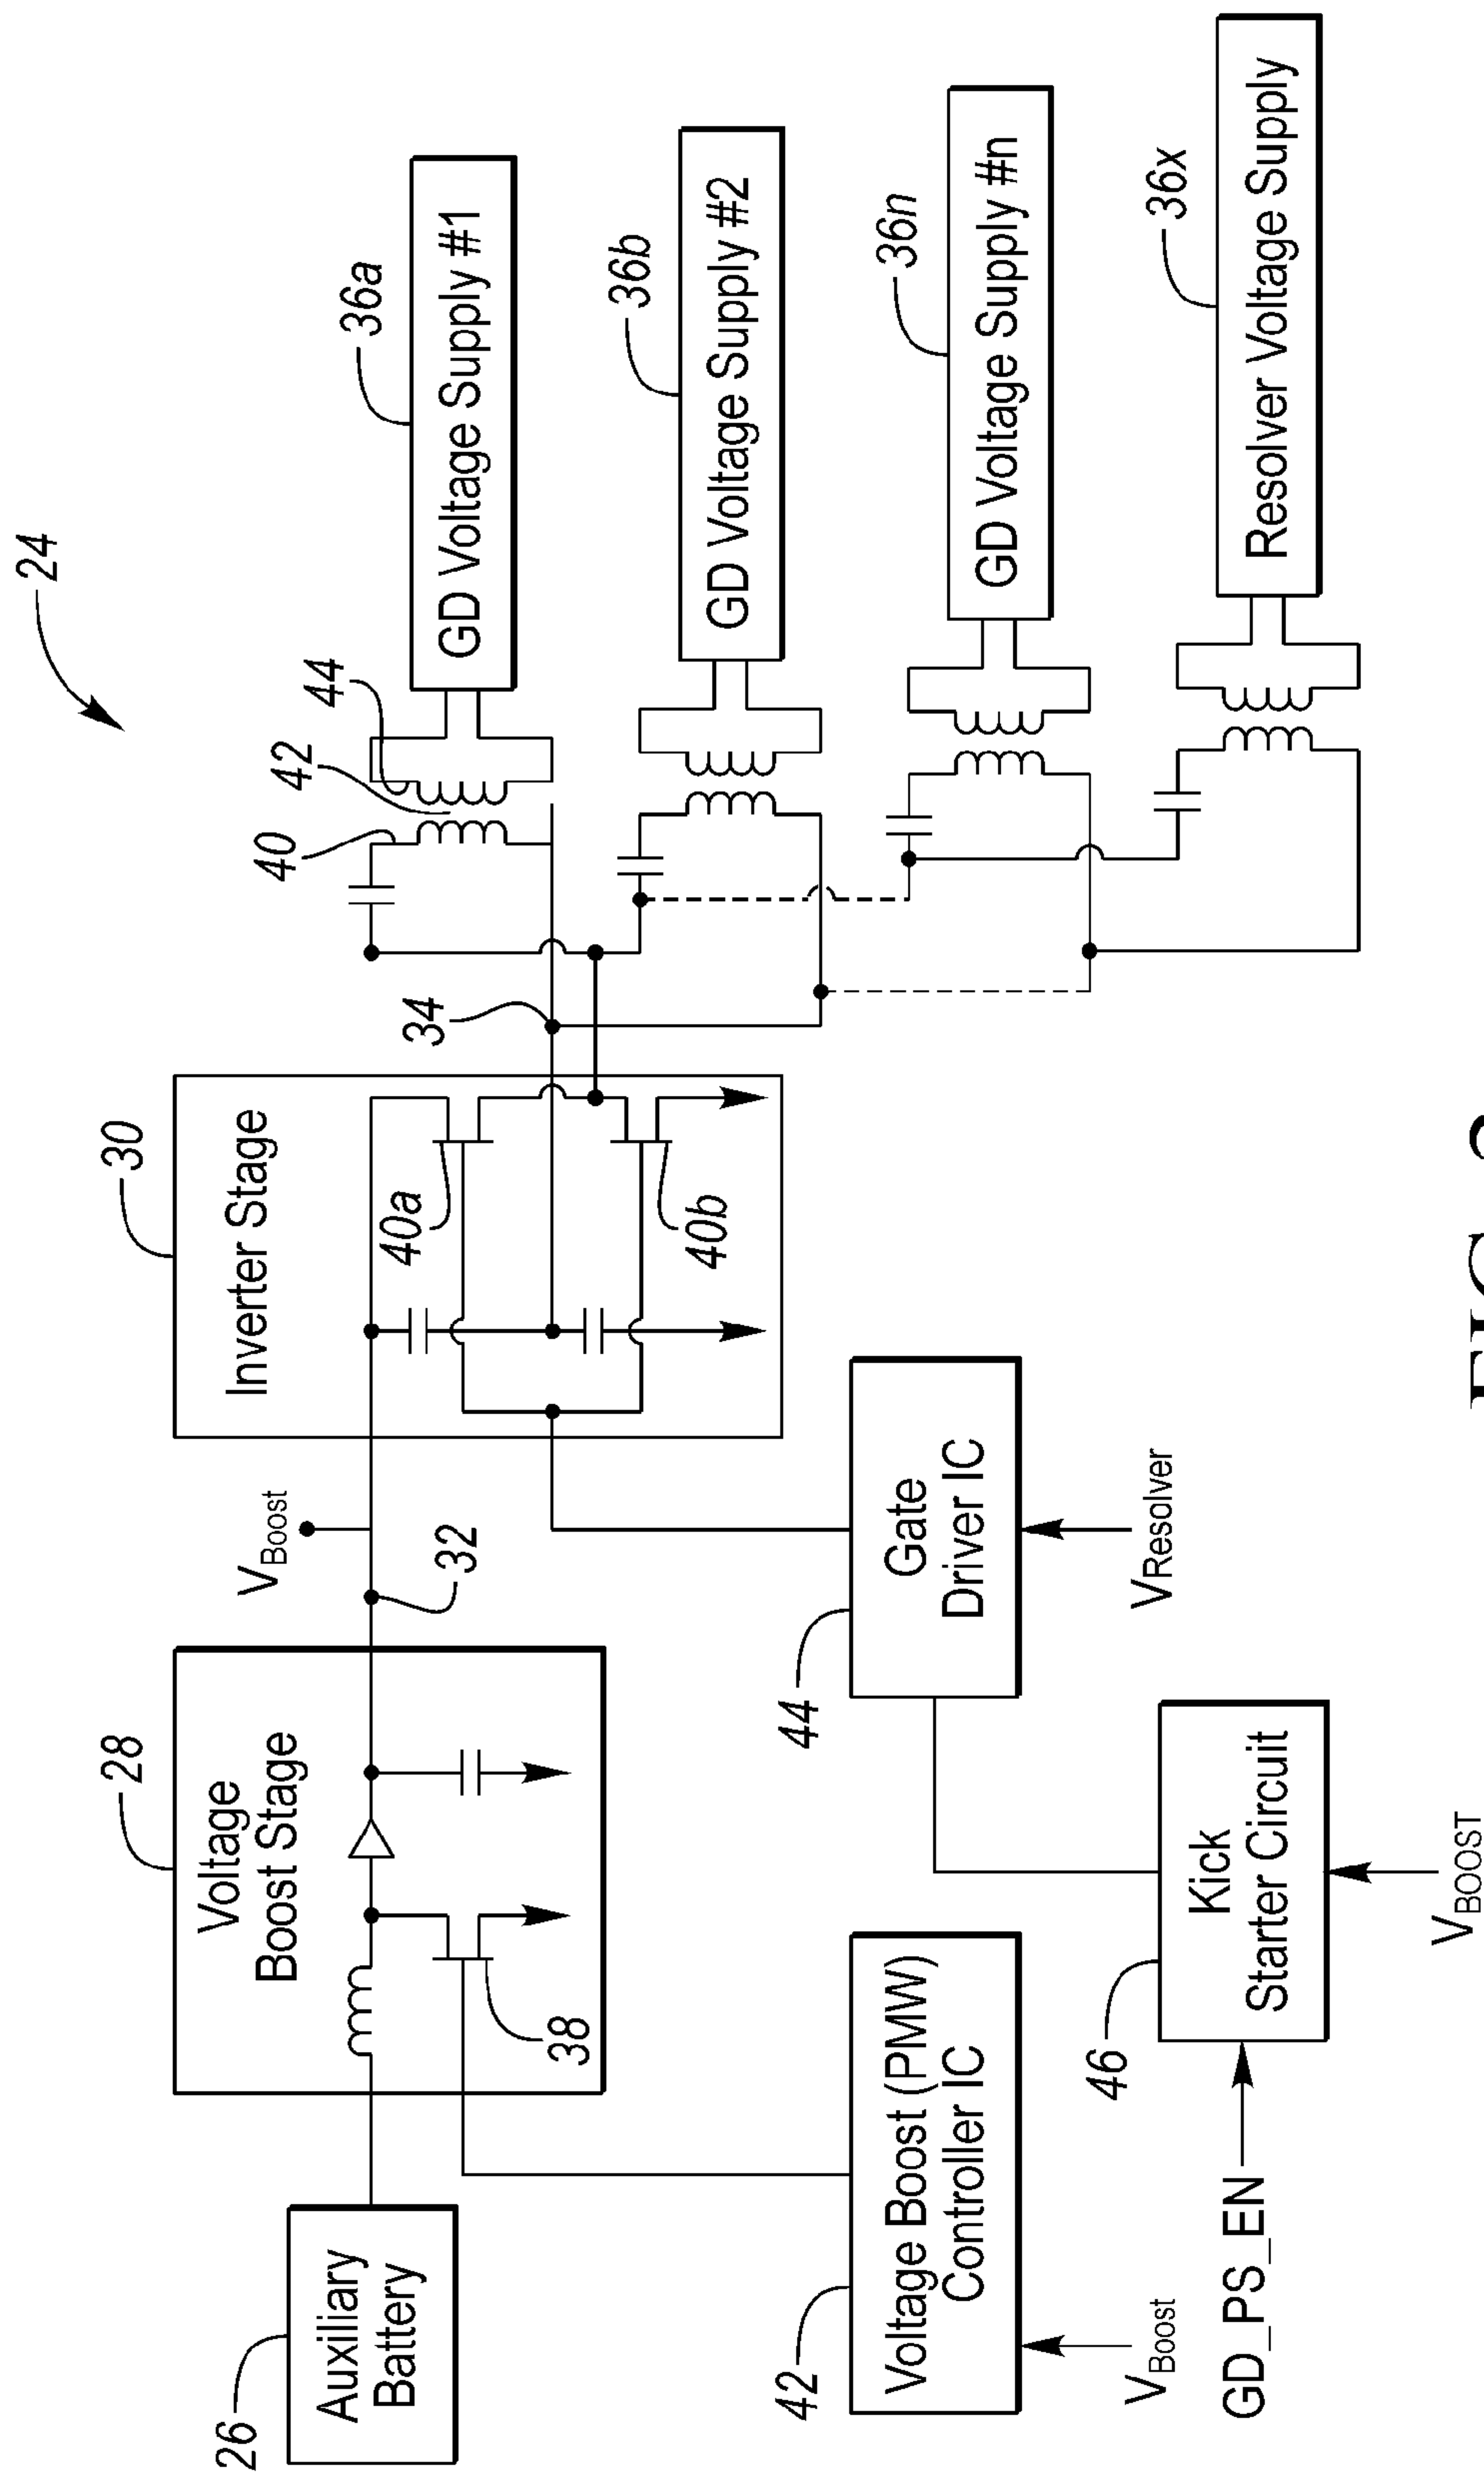 24
26
Auxiliary
Battery
28
Voltage
Boost Stage
38
32
VBoost
30
Inverter Stage
40a
40b
34
40
42
44
36a
GD Voltage Supply #1
36b
GD Voltage Supply #2
36n
GD Voltage Supply #n
36x
Resolver Voltage Supply
42
Voltage Boost (PMW)
Controller IC
VBoost
44
Gate
Driver IC
VResolver
46
Kick
Starter Circuit
GD_PS_EN
VBOOST